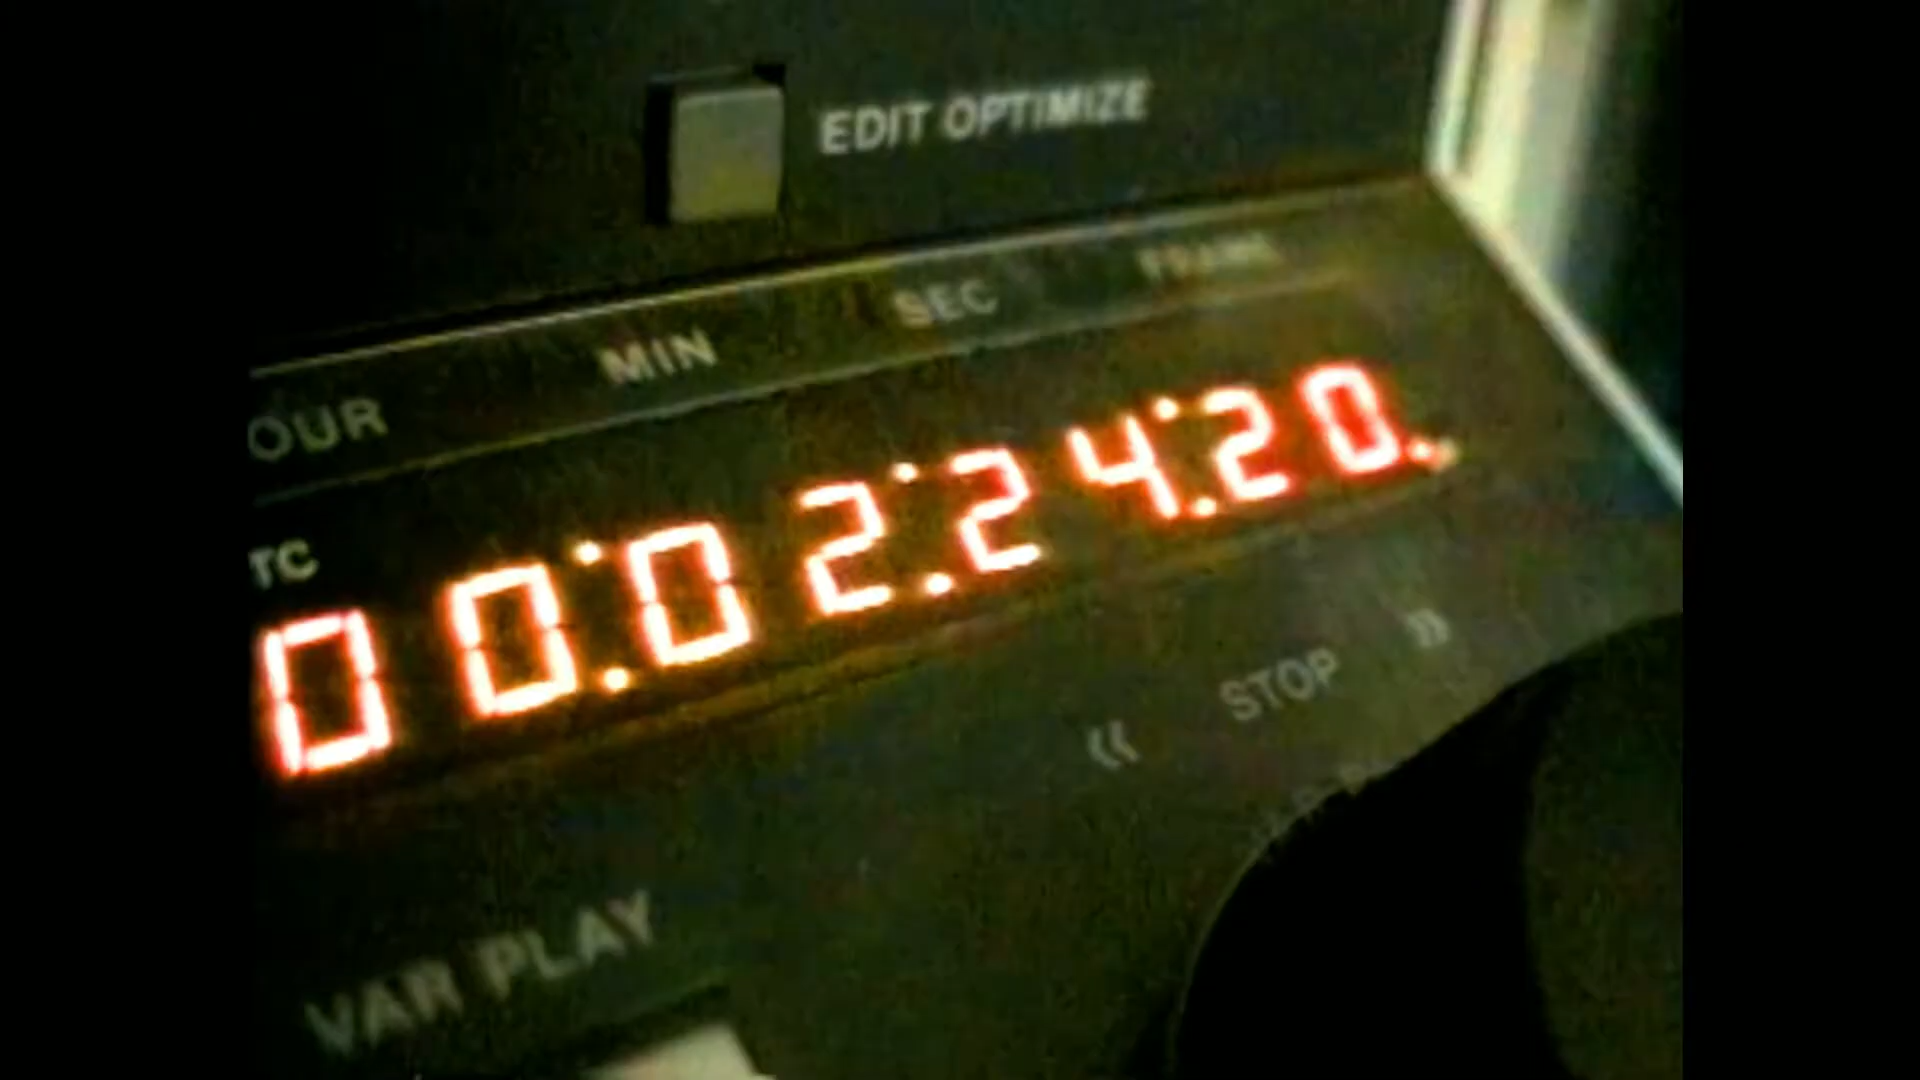 EDIT OPTIMIZE
OUR MIN SEC FRAME
TC
00:02:24:20.
« STOP »
VAR PLAY